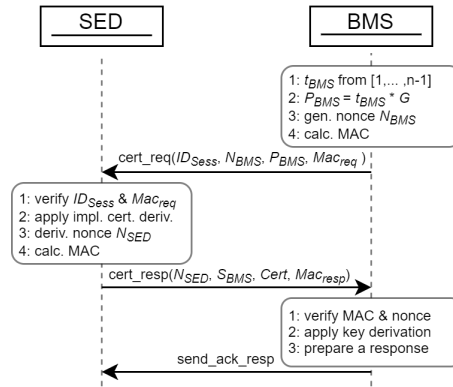 SED
BMS
1: t_BMS from [1,... ,n-1]
2: P_BMS = t_BMS * G
3: gen. nonce N_BMS
4: calc. MAC
cert_req(ID_Sess, N_BMS, P_BMS, Mac_req )
1: verify ID_Sess & Mac_req
2: apply impl. cert. deriv.
3: deriv. nonce N_SED
4: calc. MAC
cert_resp(N_SED, S_BMS, Cert, Mac_resp)
1: verify MAC & nonce
2: apply key derivation
3: prepare a response
send_ack_resp